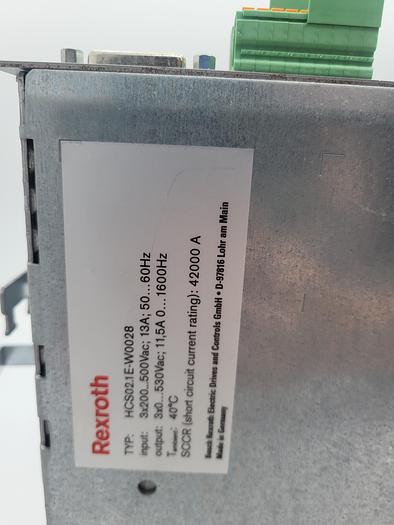 Rexroth
TYP: HCS02.1E-W0028
input: 3x200...500Vac; 13A; 50...60Hz
output: 3x0...530Vac; 11,5A 0...1600Hz
Tambient: 40°C
SCCR (short circuit current rating): 42000 A
Bosch Rexroth Electric Drives and Controls GmbH • D-97816 Lohr am Main
Made in Germany